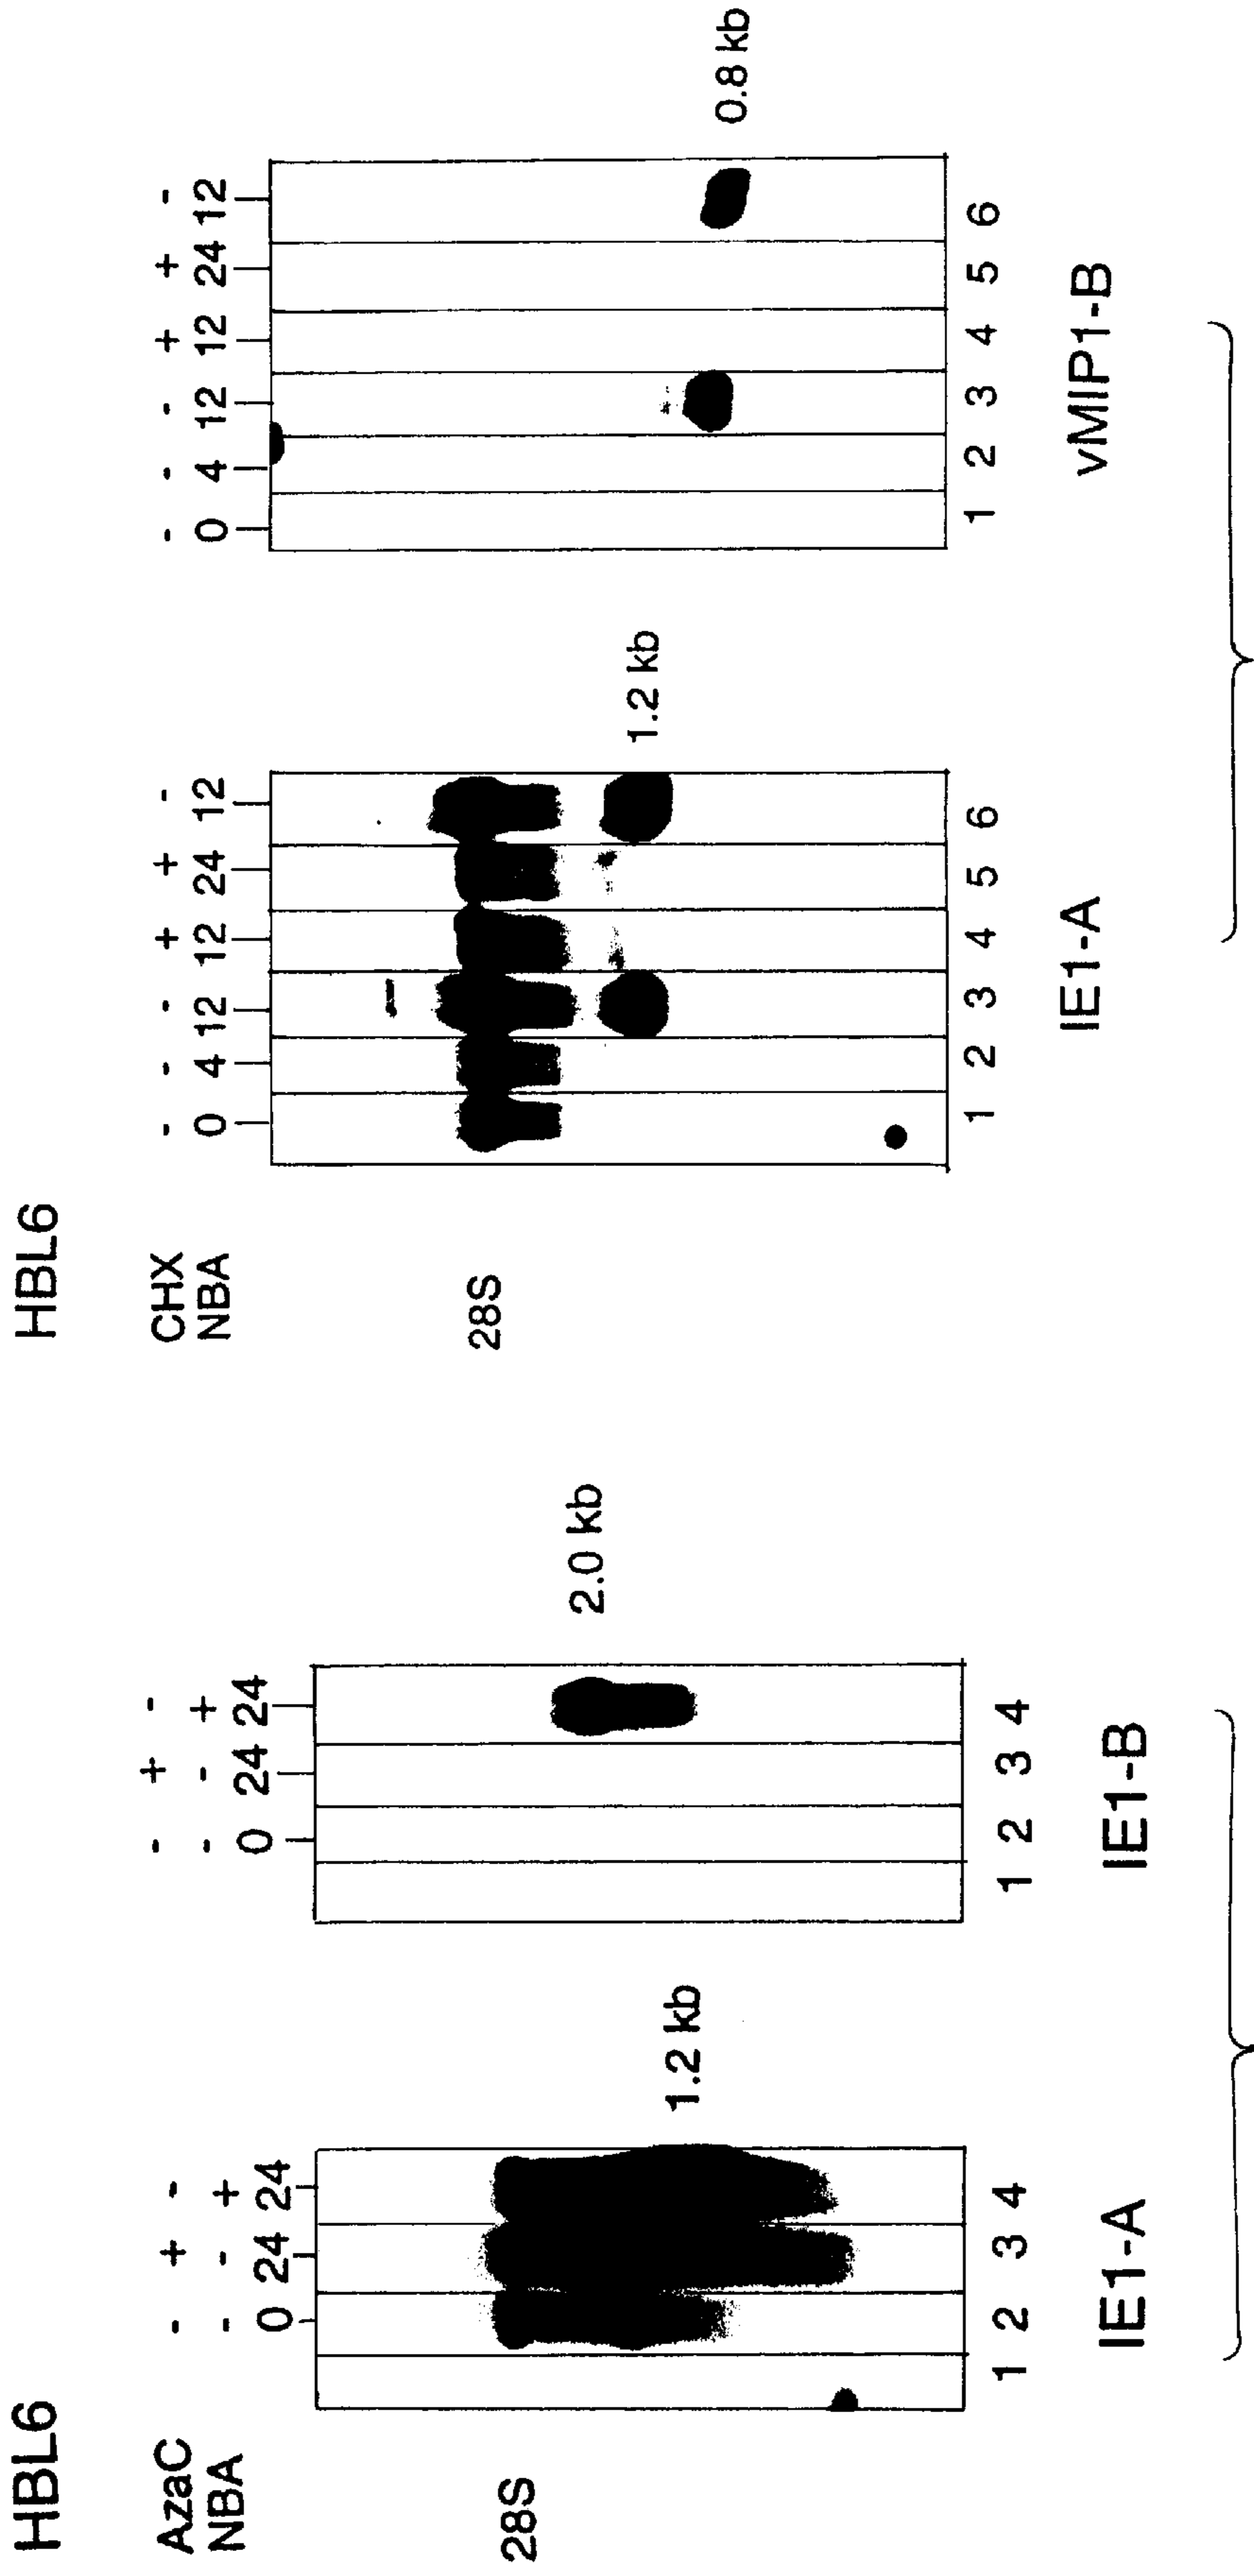 HBL6
AzaC - + - - + -
NBA - - + - - +
0 24 24 0 24 24
28S
2.0 kb
1.2 kb
1 2 3 4 1 2 3 4
IE1-A IE1-B
HBL6
CHX - - - + + - - - - + + -
NBA 0 4 12 12 24 12 0 4 12 12 24 12
28S
1.2 kb
0.8 kb
1 2 3 4 5 6 1 2 3 4 5 6
IE1-A vMIP1-B